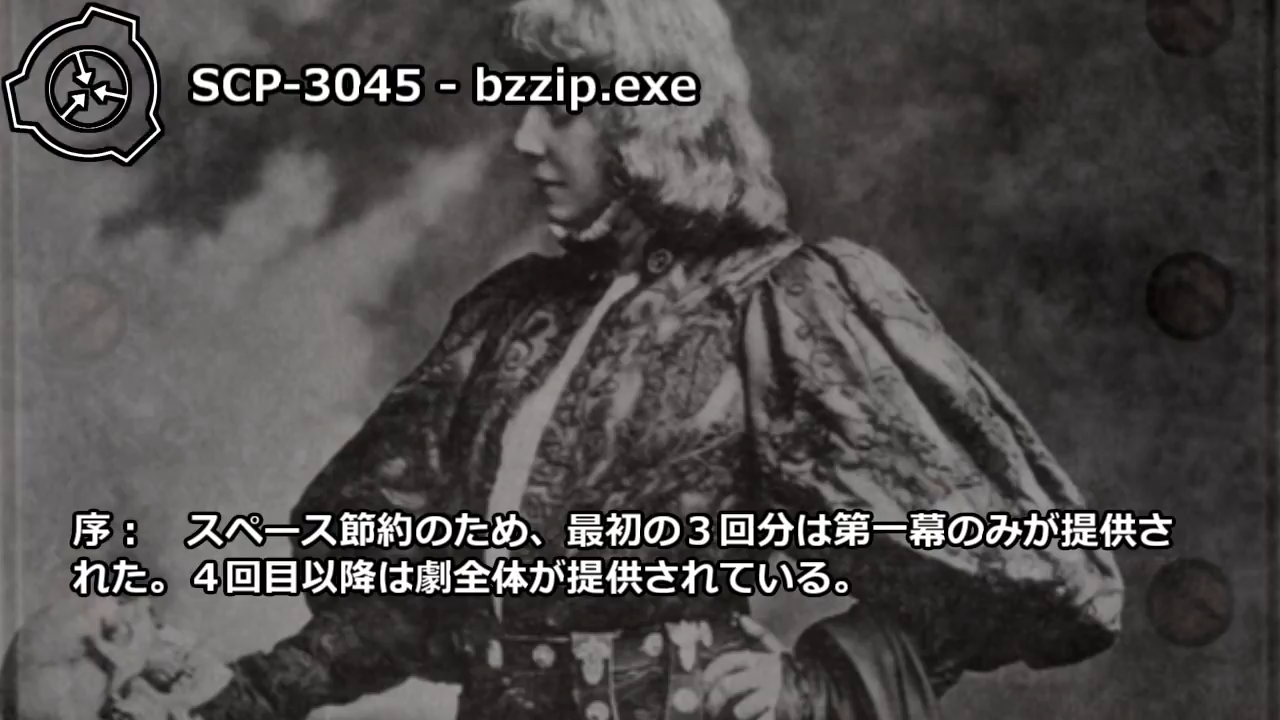 SCP-3045 - bzzip.exe
序：　スペース節約のため、最初の３回分は第一幕のみが提供さ
れた。４回目以降は劇全体が提供されている。